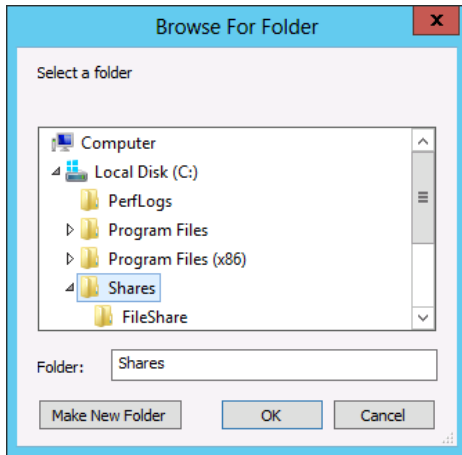 Browse For Folder
x
Select a folder
Computer
Local Disk (C:)
PerfLogs
Program Files
Program Files (x86)
Shares
FileShare
Folder: Shares
Make New Folder OK Cancel